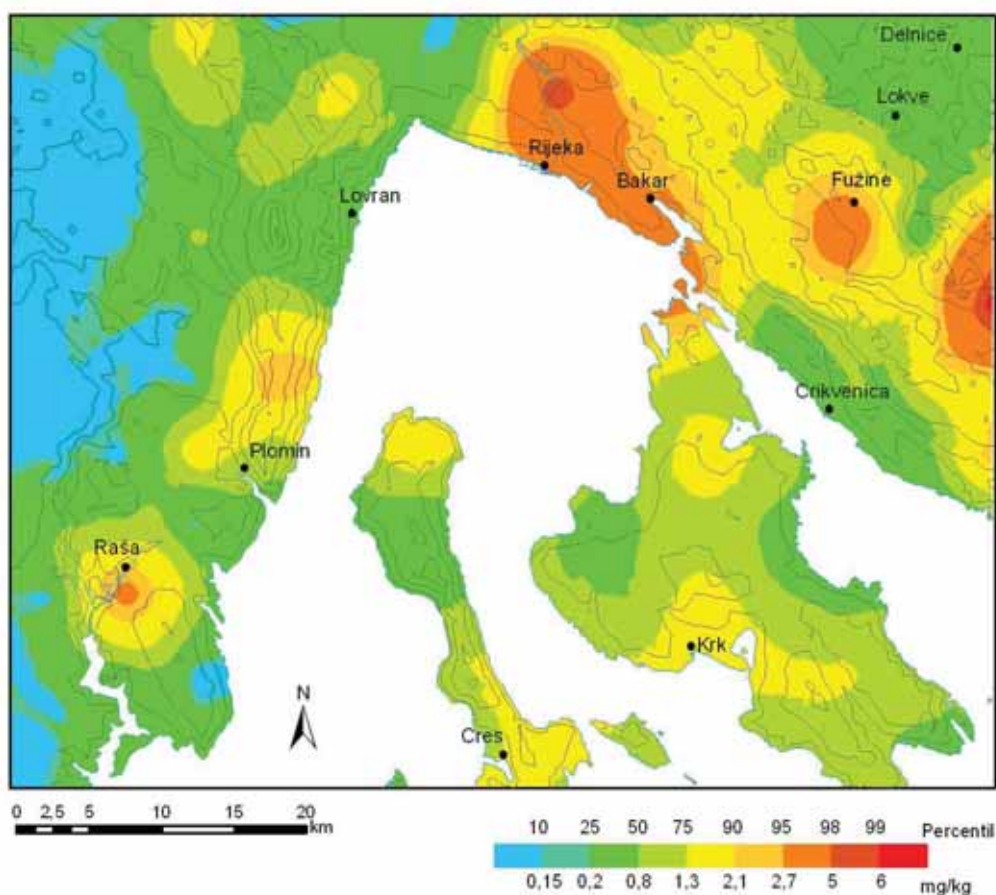 Delnice
Lokve
Rijeka
Bakar
Fužine
Lovran
Crikvenica
Plomin
Raša
Krk
N
Cres
0 2,5 5 10 15 20
km
10 25 50 75 90 95 98 99 Percentil
0,15 0,2 0,8 1,3 2,1 2,7 5 6 mg/kg